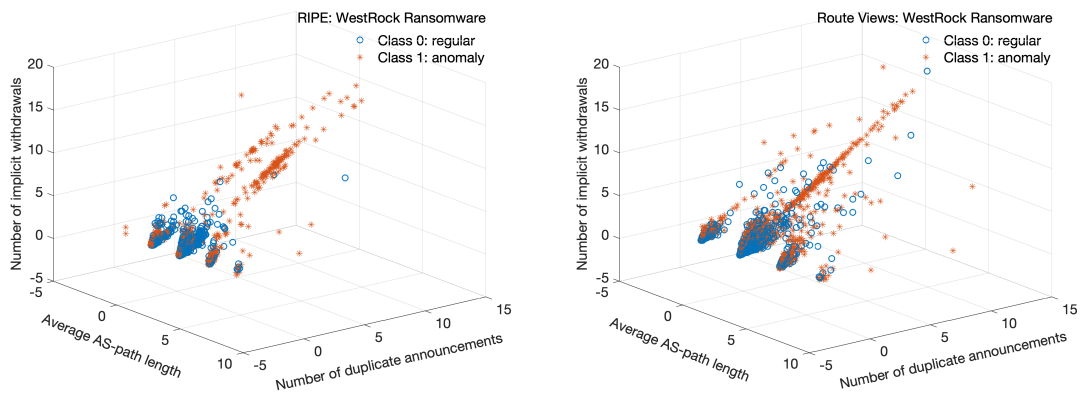 RIPE: WestRock Ransomware
Class 0: regular
Class 1: anomaly
20
15
10
5
0
-5
Number of implicit withdrawals
-5
0
5
10
Average AS-path length
-5
0
5
10
15
Number of duplicate announcements
Route Views: WestRock Ransomware
Class 0: regular
Class 1: anomaly
20
15
10
5
0
-5
Number of implicit withdrawals
-5
0
5
10
Average AS-path length
-5
0
5
10
15
Number of duplicate announcements